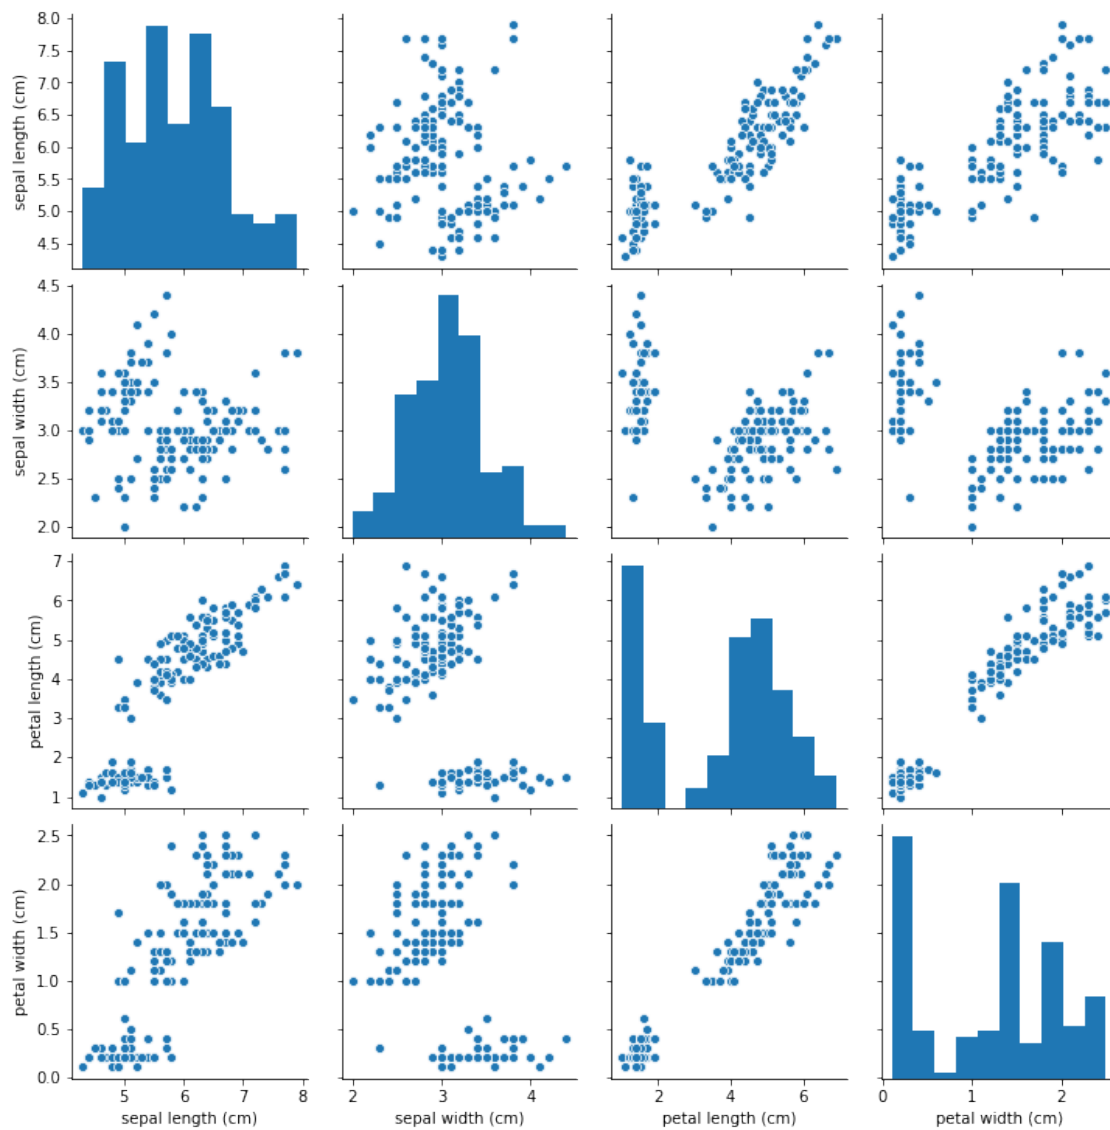 8.0
7.5
7.0
6.5
6.0
5.5
5.0
4.5
sepal length (cm)
4.5
4.0
3.5
3.0
2.5
2.0
sepal width (cm)
7
6
5
4
3
2
1
petal length (cm)
2.5
2.0
1.5
1.0
0.5
0.0
petal width (cm)
5 6 7 8
sepal length (cm)
2 3 4
sepal width (cm)
2 4 6
petal length (cm)
0 1 2
petal width (cm)